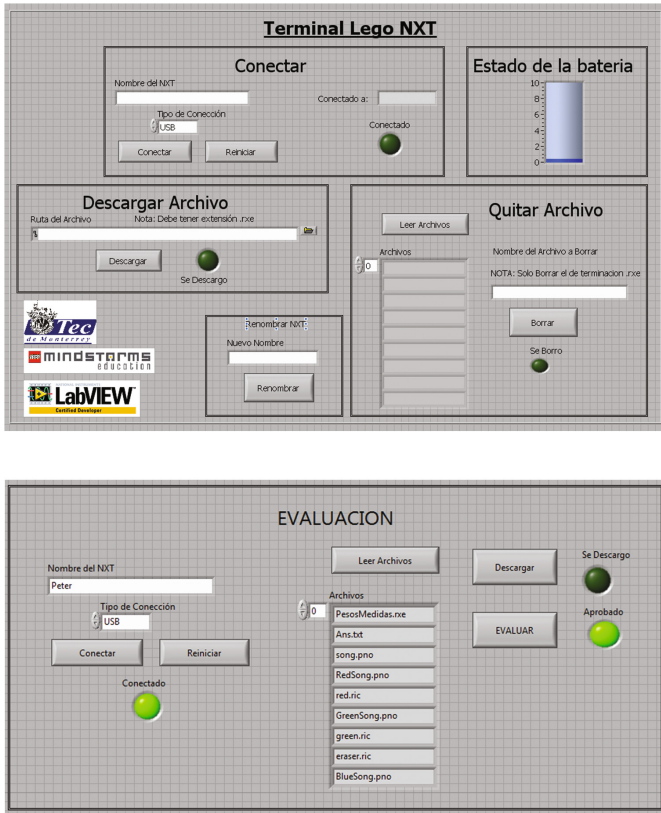 Terminal Lego NXT
Conectar
Nombre del NXT
Conectado a:
Tipo de Conección
USB
Conectado
Conectar
Reiniciar
Estado de la bateria
10
8
6
4
2
0
Descargar Archivo
Ruta del Archivo
Nota: Debe tener extensión .rxe
Descargar
Se Descargo
Quitar Archivo
Leer Archivos
Archivos
0
Nombre del Archivo a Borrar
NOTA: Solo Borrar el de terminacion .rxe
Borrar
Se Borro
Tec
de Monterrey
mindstorms
education
LabVIEW
Certified Developer
Renombrar NXT
Nuevo Nombre
Renombrar
EVALUACION
Nombre del NXT
Peter
Tipo de Conección
USB
Conectar
Reiniciar
Conectado
Leer Archivos
Archivos
0
PesosMedidas.rxe
Ans.txt
song.pno
RedSong.pno
red.ric
GreenSong.pno
green.ric
eraser.ric
BlueSong.pno
Descargar
Se Descargo
EVALUAR
Aprobado